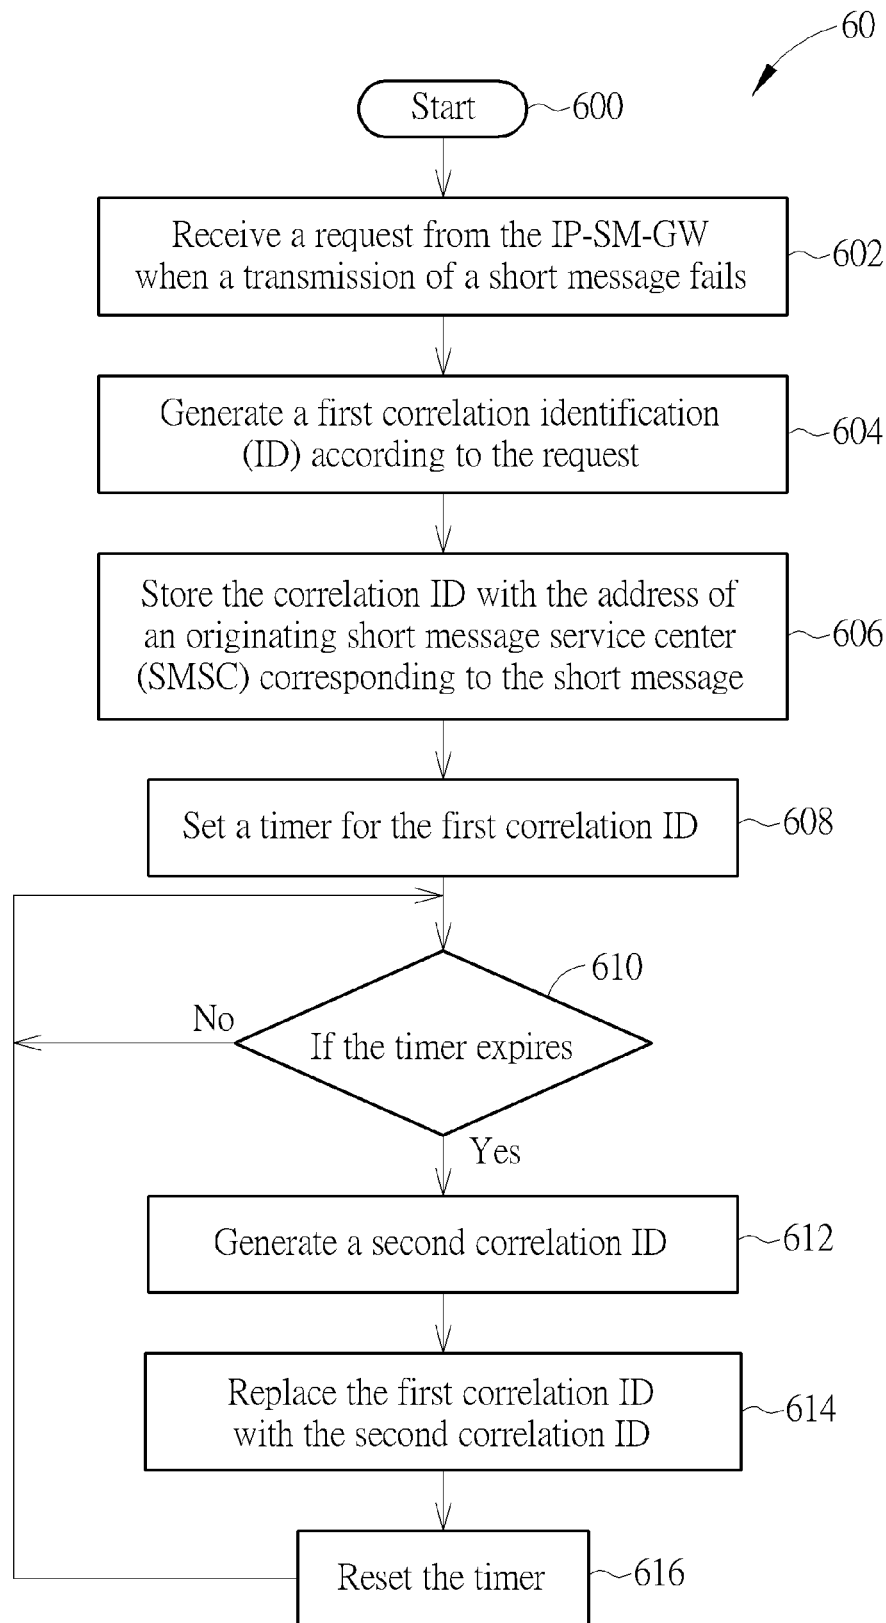 60
Start
600
Receive a request from the IP-SM-GW
when a transmission of a short message fails
602
Generate a first correlation identification
(ID) according to the request
604
Store the correlation ID with the address of
an originating short message service center
(SMSC) corresponding to the short message
606
Set a timer for the first correlation ID
608
610
No
If the timer expires
Yes
Generate a second correlation ID
612
Replace the first correlation ID
with the second correlation ID
614
Reset the timer
616